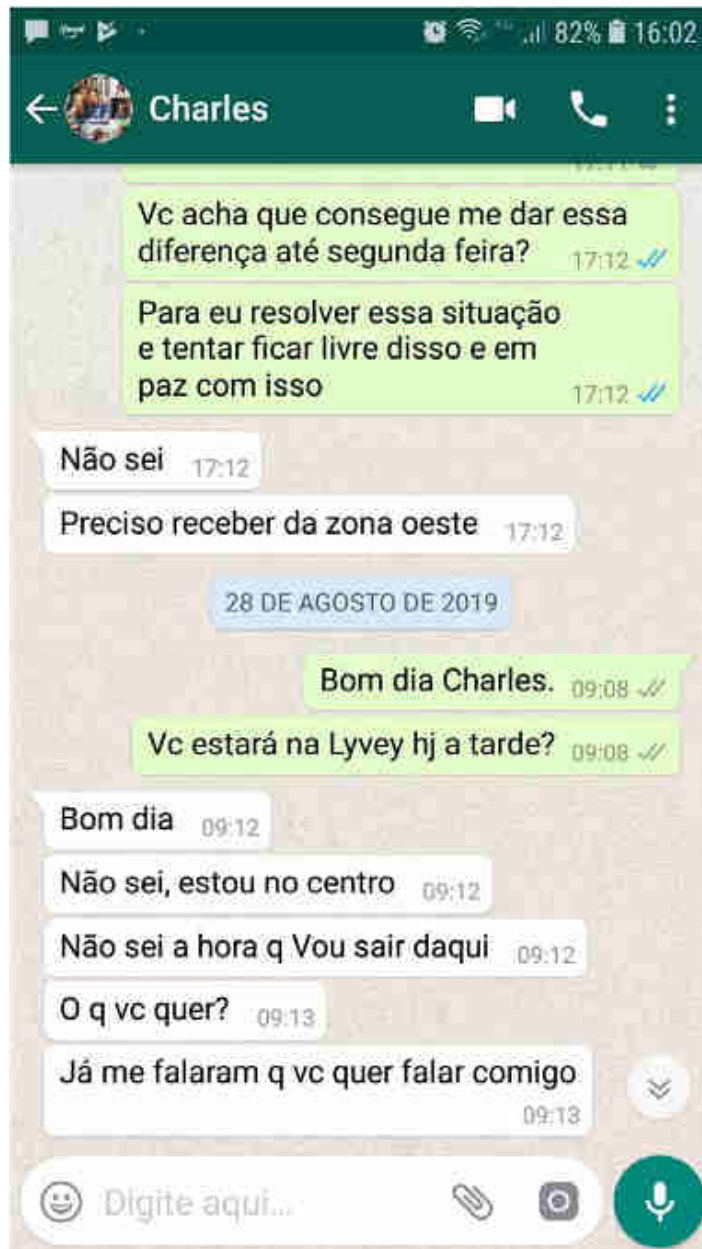 82% 16:02
Charles
Vc acha que consegue me dar essa
diferença até segunda feira? 17:12
Para eu resolver essa situação
e tentar ficar livre disso e em
paz com isso 17:12
Não sei 17:12
Preciso receber da zona oeste 17:12
28 DE AGOSTO DE 2019
Bom dia Charles. 09:08
Vc estará na Lyvey hj a tarde? 09:08
Bom dia 09:12
Não sei, estou no centro 09:12
Não sei a hora q Vou sair daqui 09:12
O q vc quer? 09:13
Já me falaram q vc quer falar comigo
09:13
Digite aqui...